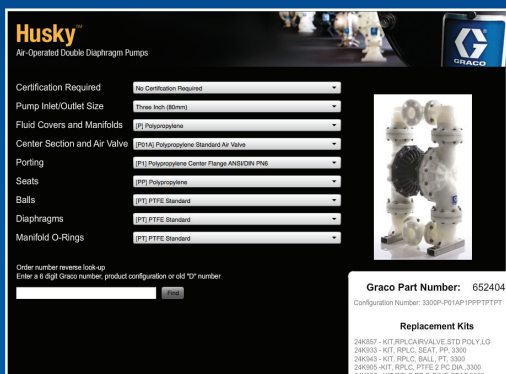 Husky™
Air-Operated Double Diaphragm Pumps
GRACO
Certification Required
No Certifcation Required
Pump Inlet/Outlet Size
Three Inch (80mm)
Fluid Covers and Manifolds
[P] Polypropylene
Center Section and Air Valve
[P01A] Polypropylene Standard Air Valve
Porting
[P1] Polypropylene Center Flange ANSI/DIN PN6
Seats
[PP] Polypropylene
Balls
[PT] PTFE Standard
Diaphragms
[PT] PTFE Standard
Manifold O-Rings
[PT] PTFE Standard
Order number reverse look-up
Enter a 6 digit Graco number, product configuration or old "D" number
Find
Graco Part Number: 652404
Configuration Number: 3300P-P01AP1PPPTPTPT
Replacement Kits
24K857 - KIT,RPLCAIRVALVE,STD POLY,LG
24K933 - KIT, RPLC, SEAT, PP, 3300
24K943 - KIT, RPLC, BALL, PT, 3300
24K905 -KIT, RPLC, PTFE 2 PC DIA.,3300